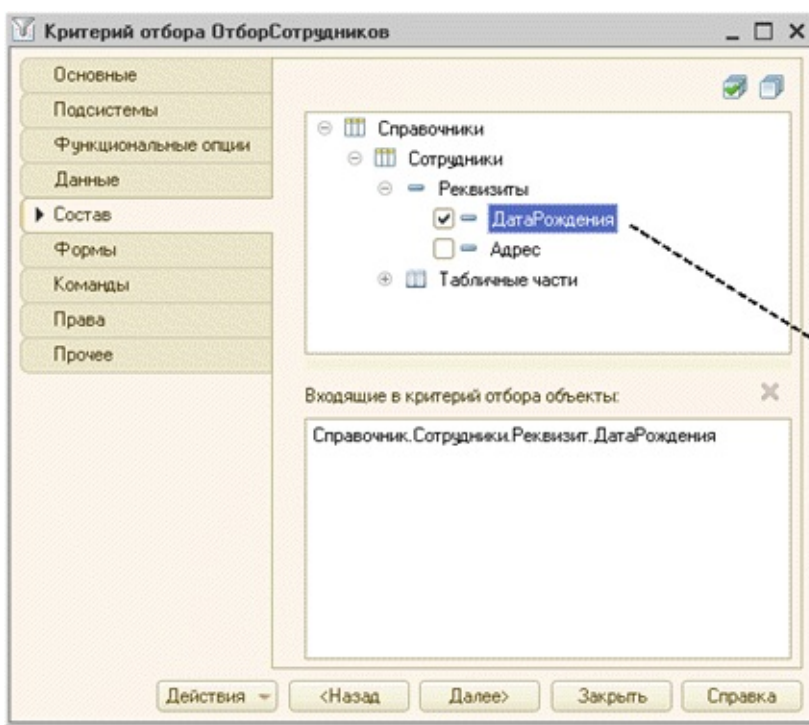 Критерий отбора ОтборСотрудников
Основные
Подсистемы
Функциональные опции
Данные
Состав
Формы
Команды
Права
Прочее
Справочники
Сотрудники
Реквизиты
ДатаРождения
Адрес
Табличные части
Входящие в критерий отбора объекты:
Справочник.Сотрудники.Реквизит.ДатаРождения
Действия
<Назад
Далее>
Закрыть
Справка